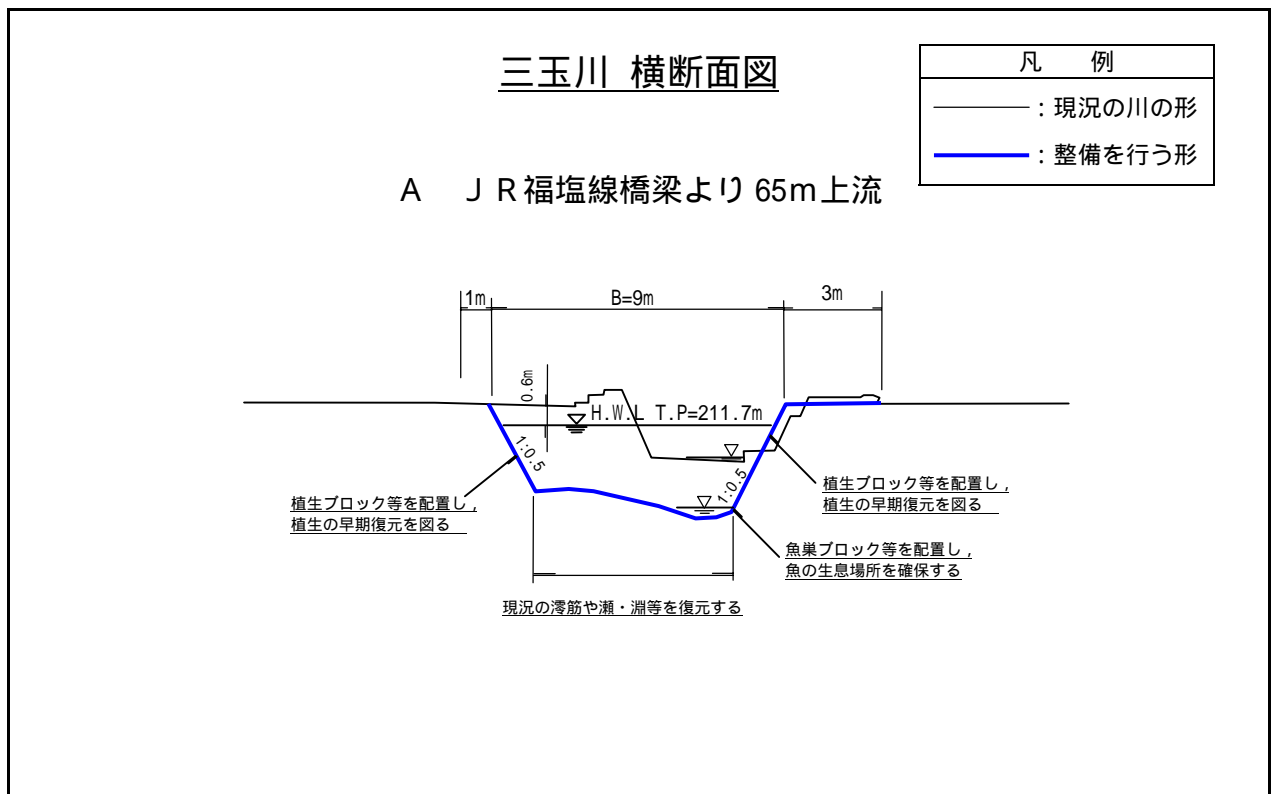 三玉川 横断面図
凡 例
：現況の川の形
：整備を行う形
A ＪＲ福塩線橋梁より 65m上流
1m
B=9m
3m
0.6m
H.W.L T.P=211.7m
1:0.5
1:0.5
植生ブロック等を配置し，
植生の早期復元を図る
植生ブロック等を配置し，
植生の早期復元を図る
魚巣ブロック等を配置し，
魚の生息場所を確保する
現況の澪筋や瀬・淵等を復元する